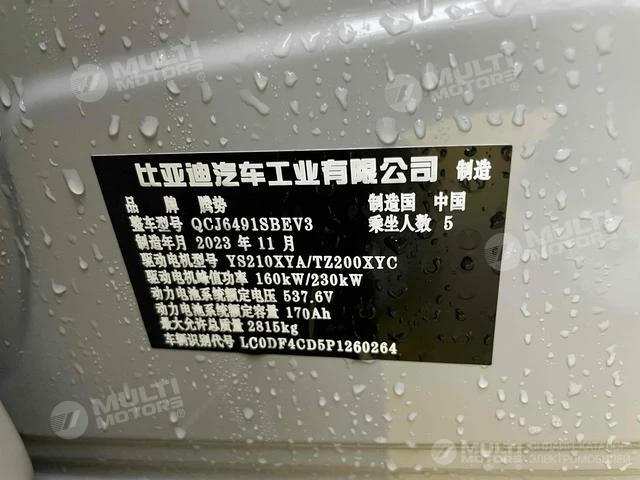 MULTI MOTORS®
MULTI MOTORS®
比亚迪汽车工业有限公司 制造
品 牌 腾势 制造国 中国
整车型号 QCJ6491SBEV3 乘坐人数 5
制造年月 2023 年 11 月
驱动电机型号 YS210XYA/TZ200XYC
驱动电机峰值功率 160kW/230kW
动力电池系统额定电压 537.6V
动力电池系统额定容量 170Ah
最大允许总质量 2815kg
车辆识别代号 LC0DF4CD5P1260264
MULTI MOTORS®
MULTI MOTORS® ОНЛАЙН-КАТАЛОГ ЭЛЕКТРОМОБИЛЕЙ